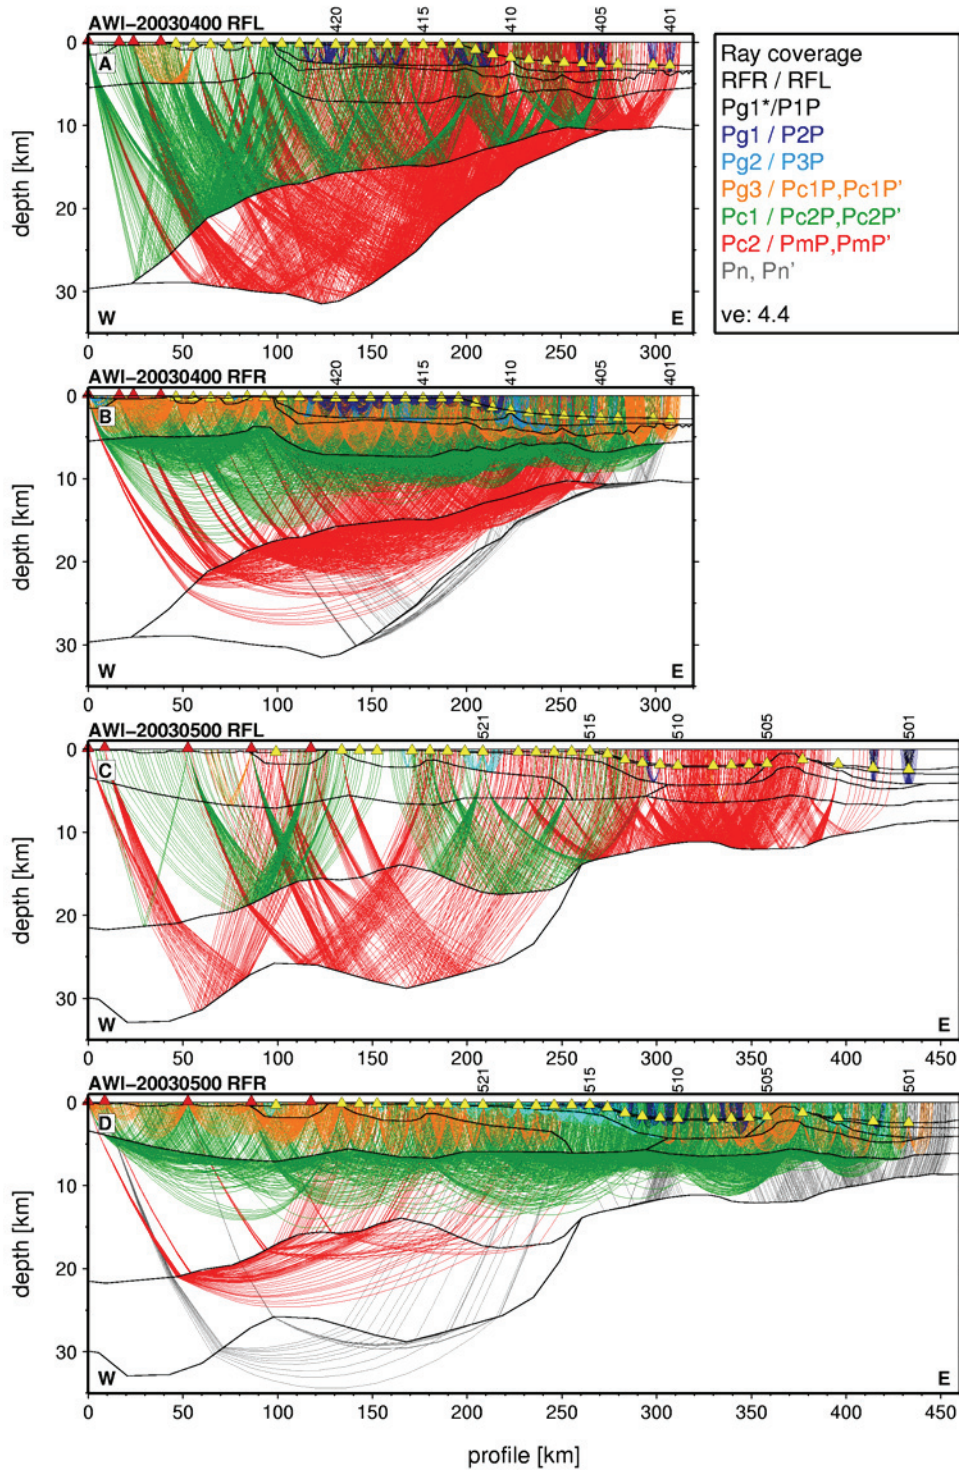 AWI-20030400 RFL
420 415 410 405 401
A
0
10
20
30
depth [km]
W E
0 50 100 150 200 250 300
Ray coverage
RFR / RFL
Pg1*/P1P
Pg1 / P2P
Pg2 / P3P
Pg3 / Pc1P,Pc1P'
Pc1 / Pc2P,Pc2P'
Pc2 / PmP,PmP'
Pn, Pn'
ve: 4.4
AWI-20030400 RFR
420 415 410 405 401
B
0
10
20
30
depth [km]
W E
0 50 100 150 200 250 300
AWI-20030500 RFL
521 515 510 505 501
C
0
10
20
30
depth [km]
W E
0 50 100 150 200 250 300 350 400 450
AWI-20030500 RFR
521 515 510 505 501
D
0
10
20
30
depth [km]
W E
0 50 100 150 200 250 300 350 400 450
profile [km]